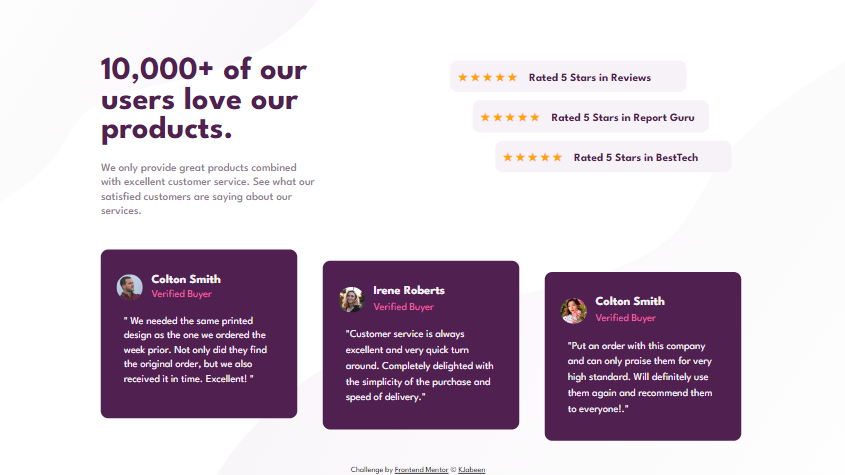 10,000+ of our
users love our
products.
We only provide great products combined
with excellent customer service. See what our
satisfied customers are saying about our
services.
Rated 5 Stars in Reviews
Rated 5 Stars in Report Guru
Rated 5 Stars in BestTech
Colton Smith
Verified Buyer
" We needed the same printed
design as the one we ordered the
week prior. Not only did they find
the original order, but we also
received it in time. Excellent! "
Irene Roberts
Verified Buyer
"Customer service is always
excellent and very quick turn
around. Completely delighted with
the simplicity of the purchase and
speed of delivery."
Colton Smith
Verified Buyer
"Put an order with this company
and can only praise them for very
high standard. Will definitely use
them again and recommend them
to everyone!."
Challenge by Frontend Mentor © KJabeen